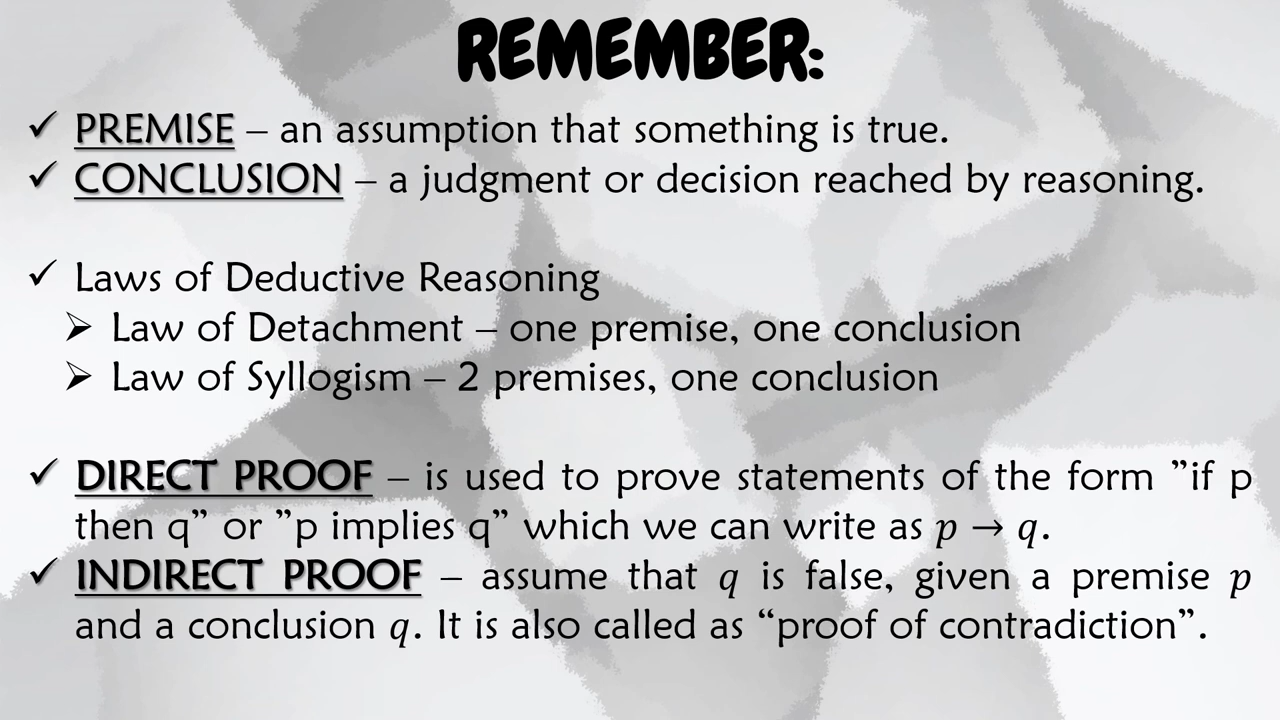 REMEMBER:
✓ PREMISE – an assumption that something is true.
✓ CONCLUSION – a judgment or decision reached by reasoning.
✓ Laws of Deductive Reasoning
➢ Law of Detachment – one premise, one conclusion
➢ Law of Syllogism – 2 premises, one conclusion
✓ DIRECT PROOF – is used to prove statements of the form ”if p
then q” or ”p implies q” which we can write as p → q.
✓ INDIRECT PROOF – assume that q is false, given a premise p
and a conclusion q. It is also called as “proof of contradiction”.